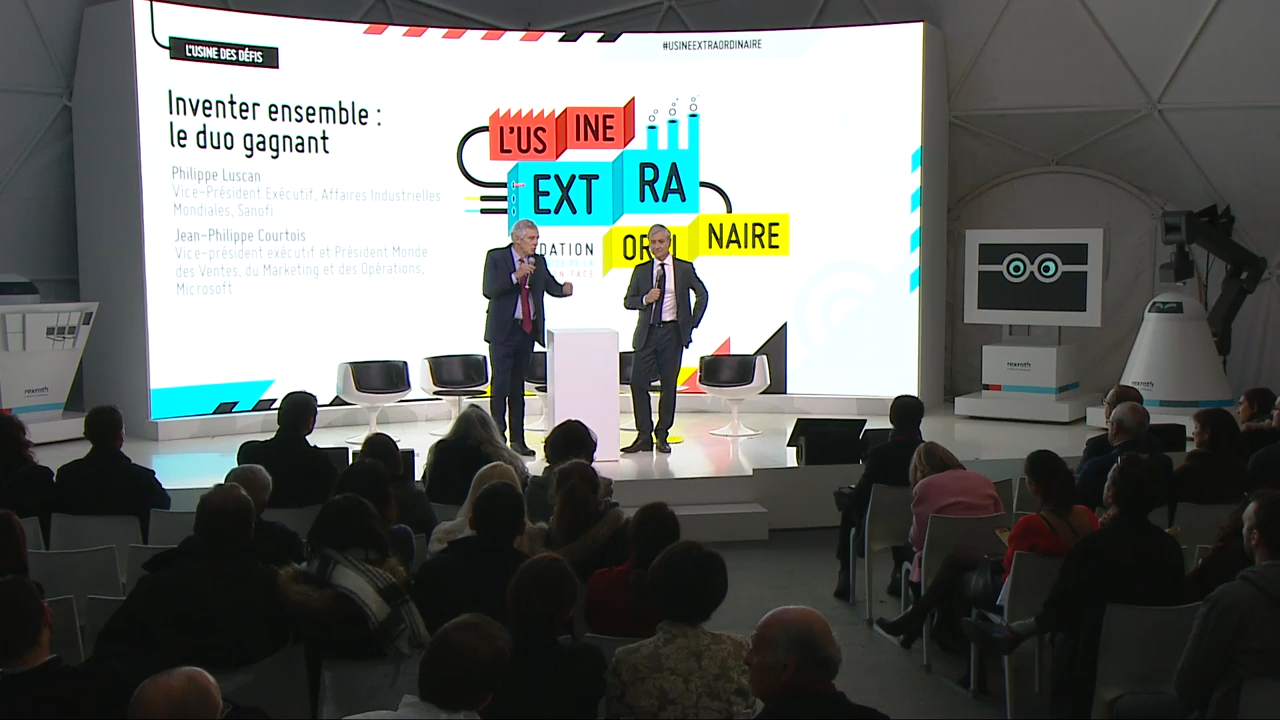 L'USINE DES DÉFIS
#USINEEXTRAORDINAIRE
Inventer ensemble :
le duo gagnant
Philippe Luscan
Vice-Président Exécutif, Affaires Industrielles
Mondiales, Sanofi
Jean-Philippe Courtois
Vice-président exécutif et Président Monde
des Ventes, du Marketing et des Opérations,
Microsoft
L'US INE
EXT RA
NAIRE
DATION
rexroth
rexroth
rexroth